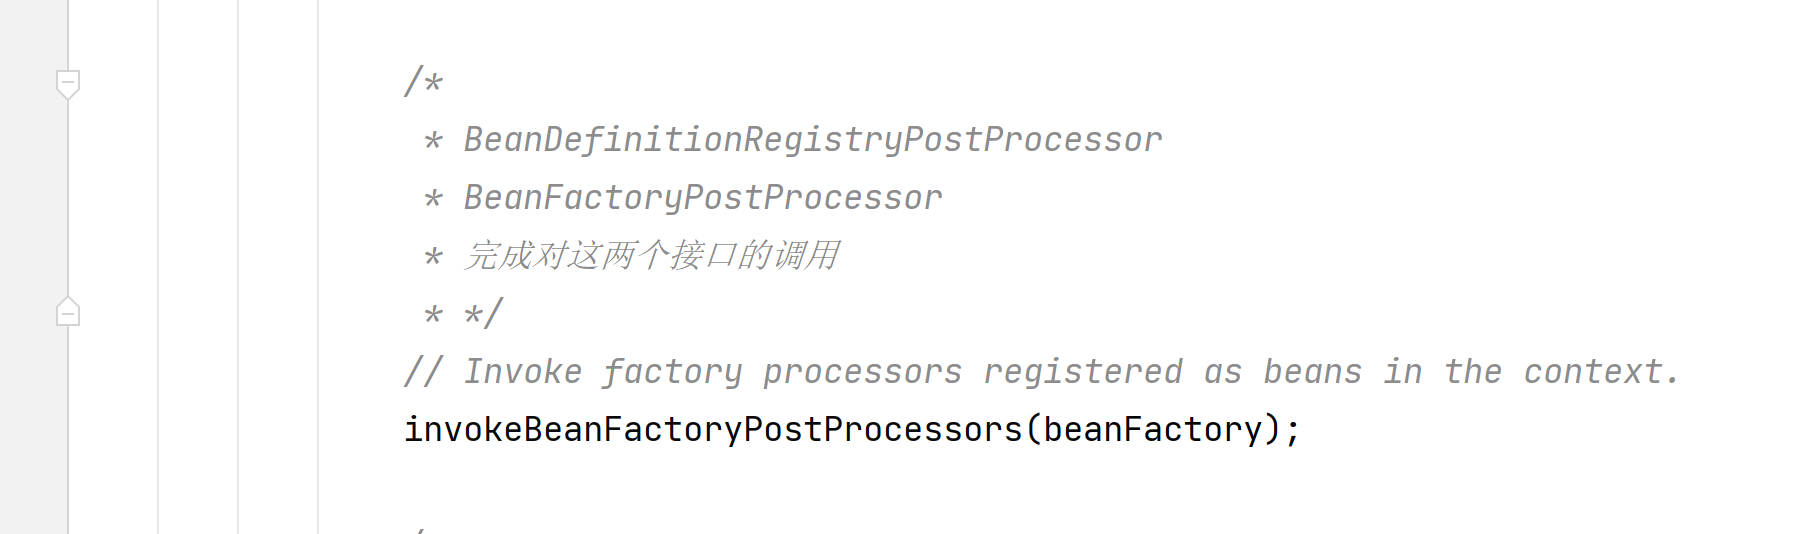 /*
* BeanDefinitionRegistryPostProcessor
* BeanFactoryPostProcessor
* 完成对这两个接口的调用
* */
// Invoke factory processors registered as beans in the context.
invokeBeanFactoryPostProcessors(beanFactory);